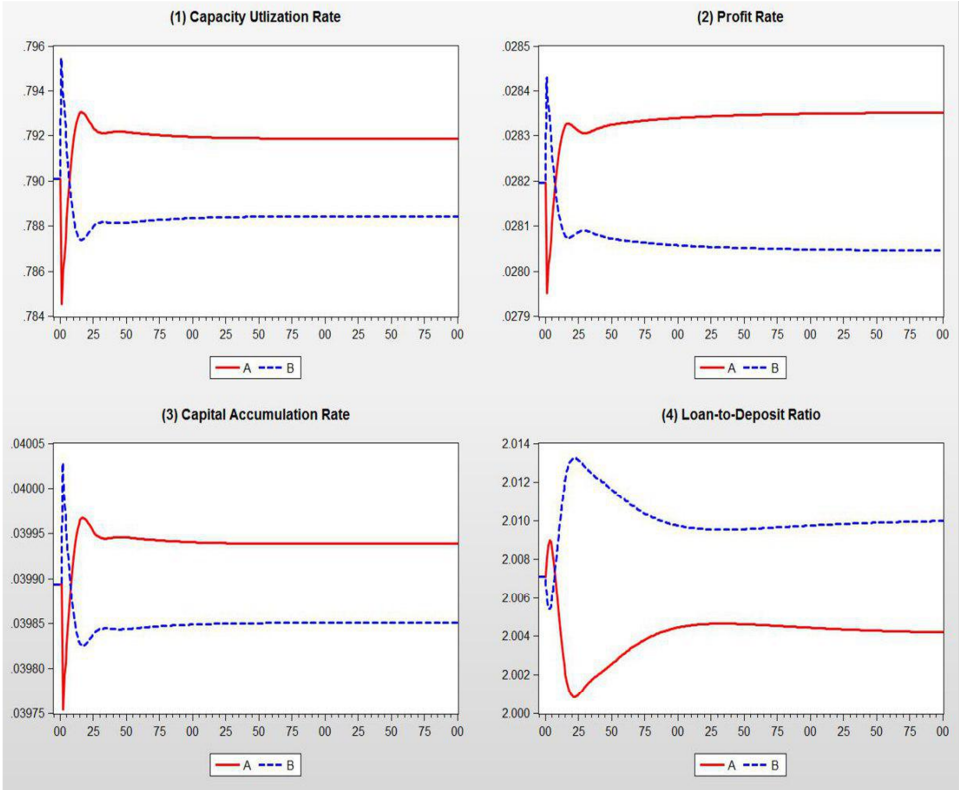 (1) Capacity Utlization Rate
.796
.794
.792
.790
.788
.786
.784
00 25 50 75 00 25 50 75 00 25 50 75 00
A B
(2) Profit Rate
.0285
.0284
.0283
.0282
.0281
.0280
.0279
00 25 50 75 00 25 50 75 00 25 50 75 00
A B
(3) Capital Accumulation Rate
.04005
.04000
.03995
.03990
.03985
.03980
.03975
00 25 50 75 00 25 50 75 00 25 50 75 00
A B
(4) Loan-to-Deposit Ratio
2.014
2.012
2.010
2.008
2.006
2.004
2.002
2.000
00 25 50 75 00 25 50 75 00 25 50 75 00
A B